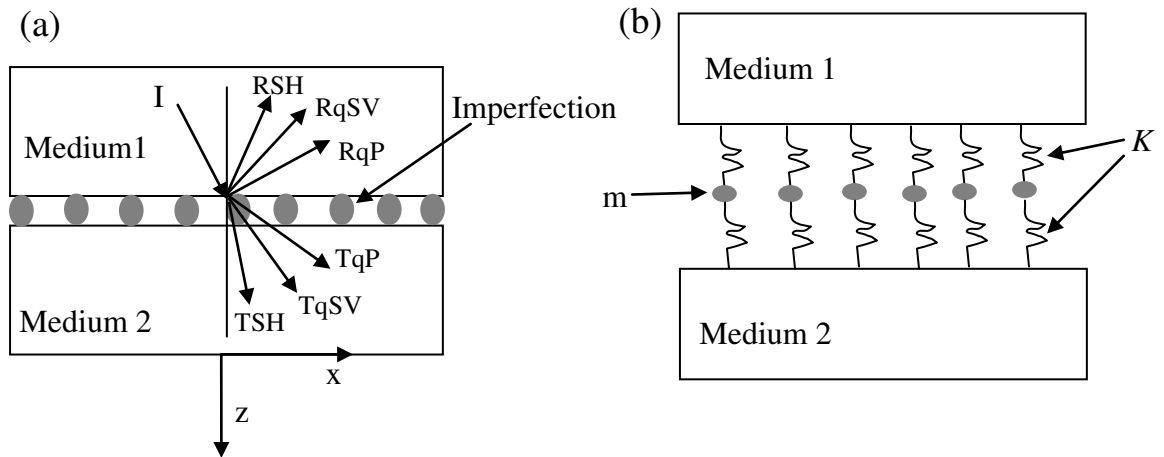 (a)
I
RSH
RqSV
RqP
Imperfection
Medium1
TqP
TqSV
TSH
Medium 2
x
z
(b)
Medium 1
K
m
Medium 2